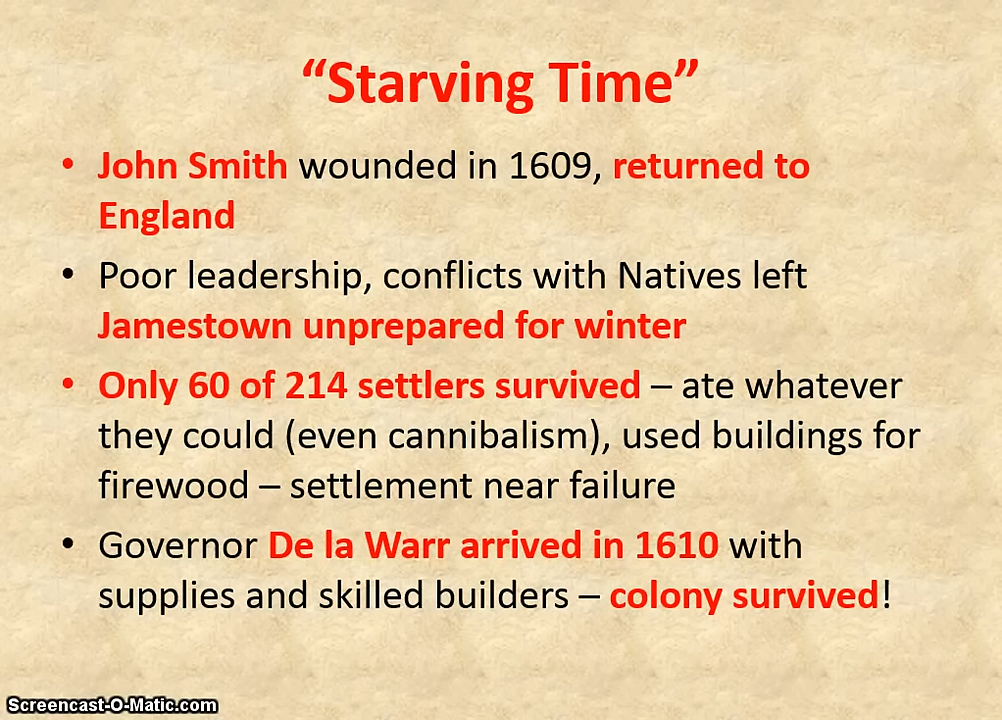 “Starving Time”
• John Smith wounded in 1609, returned to
England
• Poor leadership, conflicts with Natives left
Jamestown unprepared for winter
• Only 60 of 214 settlers survived – ate whatever
they could (even cannibalism), used buildings for
firewood – settlement near failure
• Governor De la Warr arrived in 1610 with
supplies and skilled builders – colony survived!
Screencast-O-Matic.com